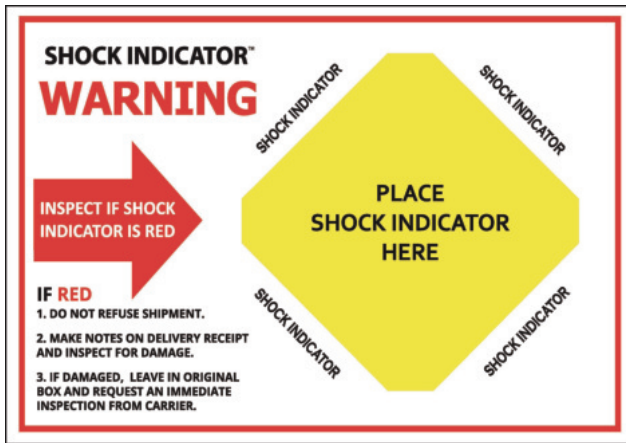 SHOCK INDICATOR™
WARNING
INSPECT IF SHOCK
INDICATOR IS RED
IF RED
1. DO NOT REFUSE SHIPMENT.
2. MAKE NOTES ON DELIVERY RECEIPT
AND INSPECT FOR DAMAGE.
3. IF DAMAGED, LEAVE IN ORIGINAL
BOX AND REQUEST AN IMMEDIATE
INSPECTION FROM CARRIER.
SHOCK INDICATOR
SHOCK INDICATOR
PLACE
SHOCK INDICATOR
HERE
SHOCK INDICATOR
SHOCK INDICATOR